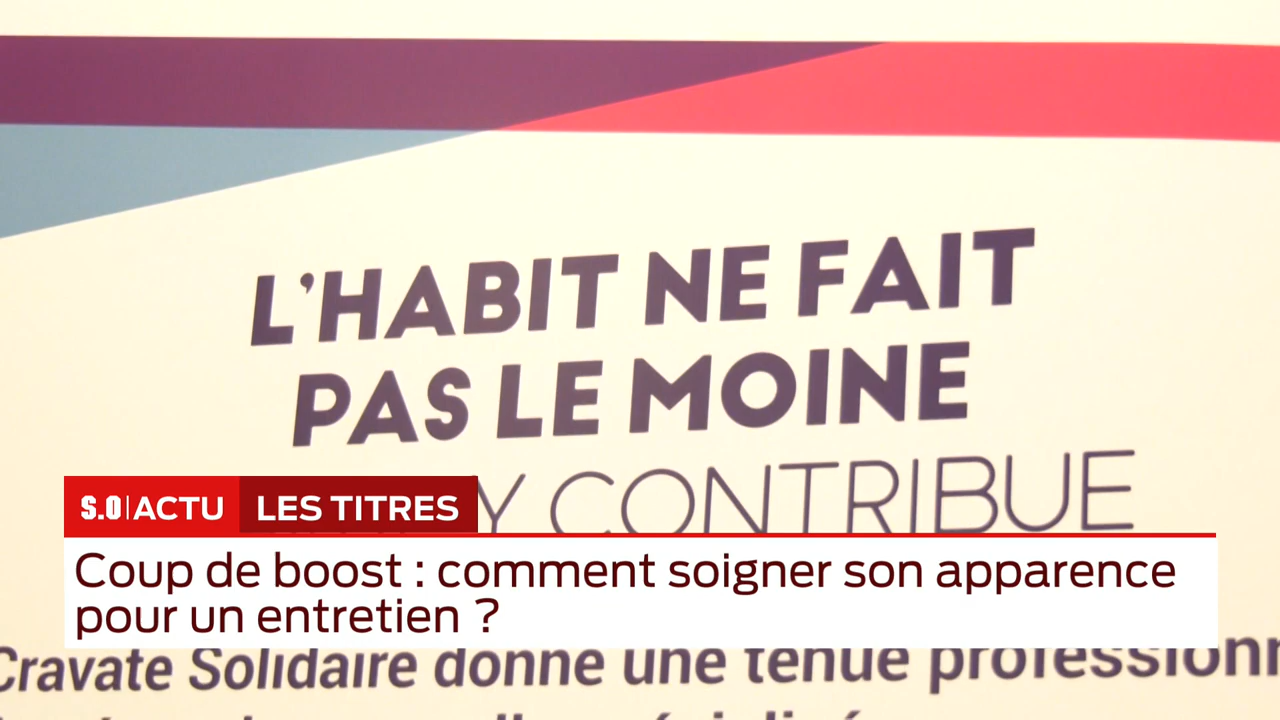 L'HABIT NE FAIT
PAS LE MOINE
Y CONTRIBUE
S.O ACTU LES TITRES
Coup de boost : comment soigner son apparence
pour un entretien ?
Cravate Solidaire donne une tenue professionn